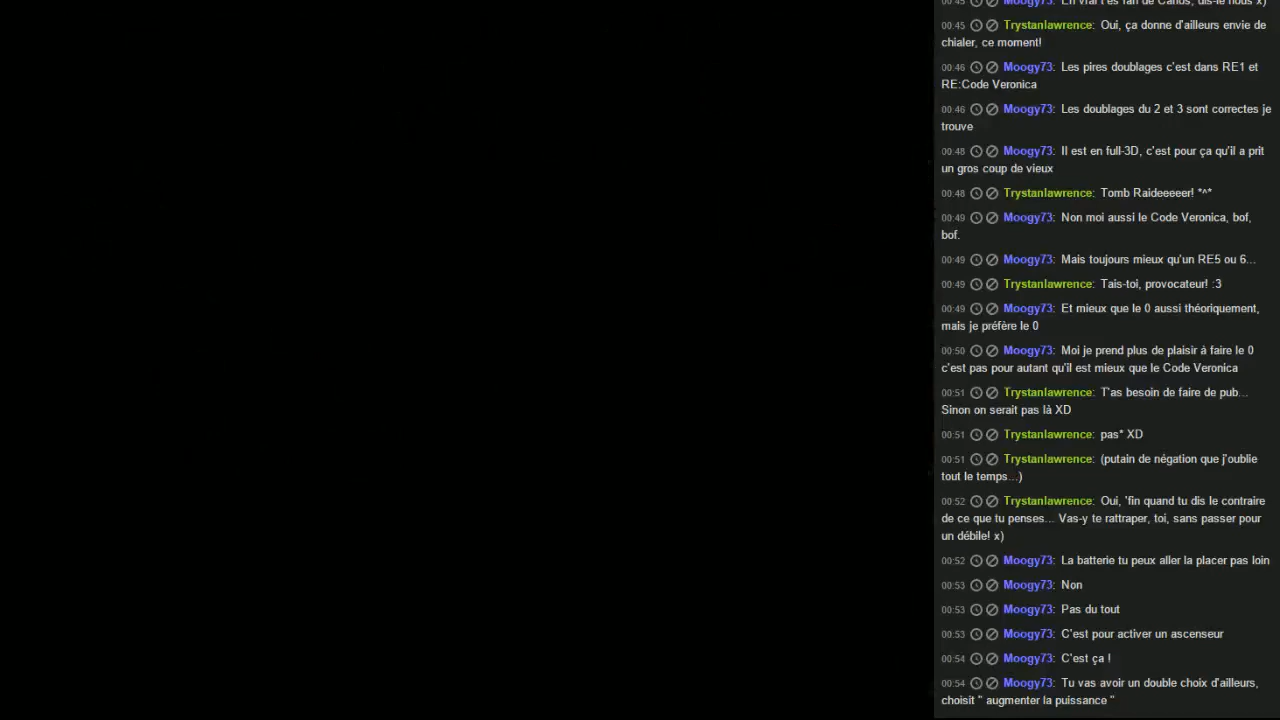 00:45 Moogy73: En vrai t'es fan de Carlos, dis-le nous x)
00:45 Trystanlawrence: Oui, ça donne d'ailleurs envie de
chialer, ce moment!
00:46 Moogy73: Les pires doublages c'est dans RE1 et
RE:Code Veronica
00:46 Moogy73: Les doublages du 2 et 3 sont correctes je
trouve
00:48 Moogy73: Il est en full-3D, c'est pour ça qu'il a prit
un gros coup de vieux
00:48 Trystanlawrence: Tomb Raideeeeer! *^*
00:49 Moogy73: Non moi aussi le Code Veronica, bof,
bof.
00:49 Moogy73: Mais toujours mieux qu'un RE5 ou 6...
00:49 Trystanlawrence: Tais-toi, provocateur! :3
00:49 Moogy73: Et mieux que le 0 aussi théoriquement,
mais je préfère le 0
00:50 Moogy73: Moi je prend plus de plaisir à faire le 0
c'est pas pour autant qu'il est mieux que le Code Veronica
00:51 Trystanlawrence: T'as besoin de faire de pub...
Sinon on serait pas là XD
00:51 Trystanlawrence: pas* XD
00:51 Trystanlawrence: (putain de négation que j'oublie
tout le temps...)
00:52 Trystanlawrence: Oui, 'fin quand tu dis le contraire
de ce que tu penses... Vas-y te rattraper, toi, sans passer pour
un débile! x)
00:52 Moogy73: La batterie tu peux aller la placer pas loin
00:53 Moogy73: Non
00:53 Moogy73: Pas du tout
00:53 Moogy73: C'est pour activer un ascenseur
00:54 Moogy73: C'est ça !
00:54 Moogy73: Tu vas avoir un double choix d'ailleurs,
choisit " augmenter la puissance "